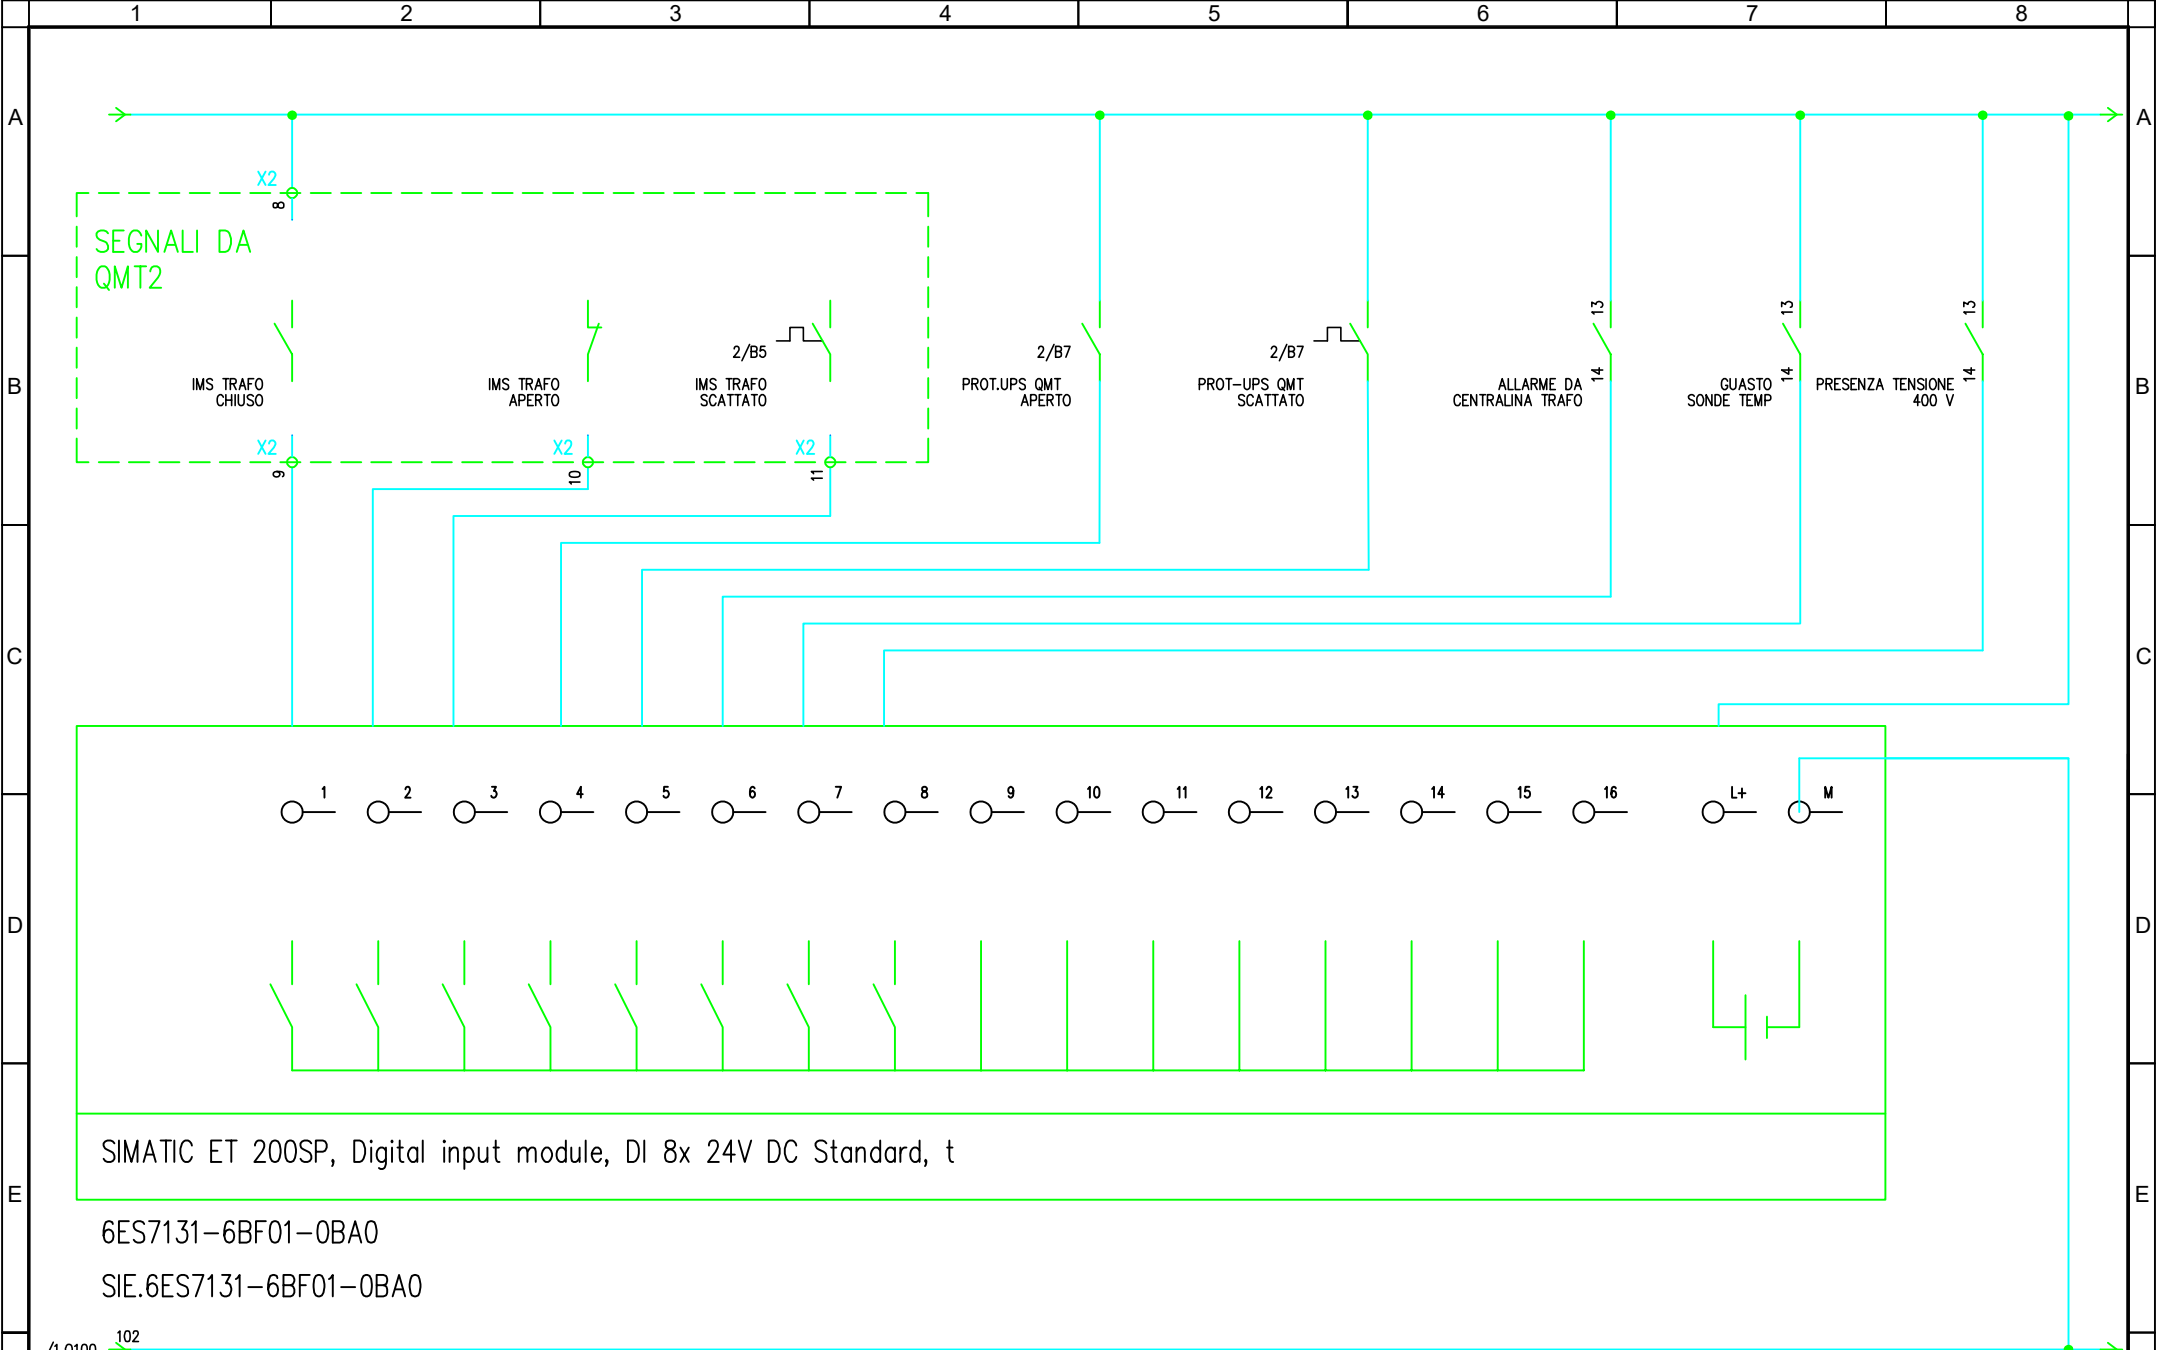 1 2 3 4 5 6 7 8
A A
X2
8
SEGNALI DA
QMT2
13 13 13
2/B5 2/B7 2/B7
B B
IMS TRAFO
CHIUSO
IMS TRAFO
APERTO
IMS TRAFO
SCATTATO
PROT.UPS QMT
APERTO
PROT-UPS QMT
SCATTATO
14
ALLARME DA
CENTRALINA TRAFO
14
GUASTO
SONDE TEMP
14
PRESENZA TENSIONE
400 V
X2 X2 X2
9 10 11
C C
1 2 3 4 5 6 7 8 9 10 11 12 13 14 15 16 L+ M
D D
SIMATIC ET 200SP, Digital input module, DI 8x 24V DC Standard, t
E E
6ES7131-6BF01-0BA0
SIE.6ES7131-6BF01-0BA0
102